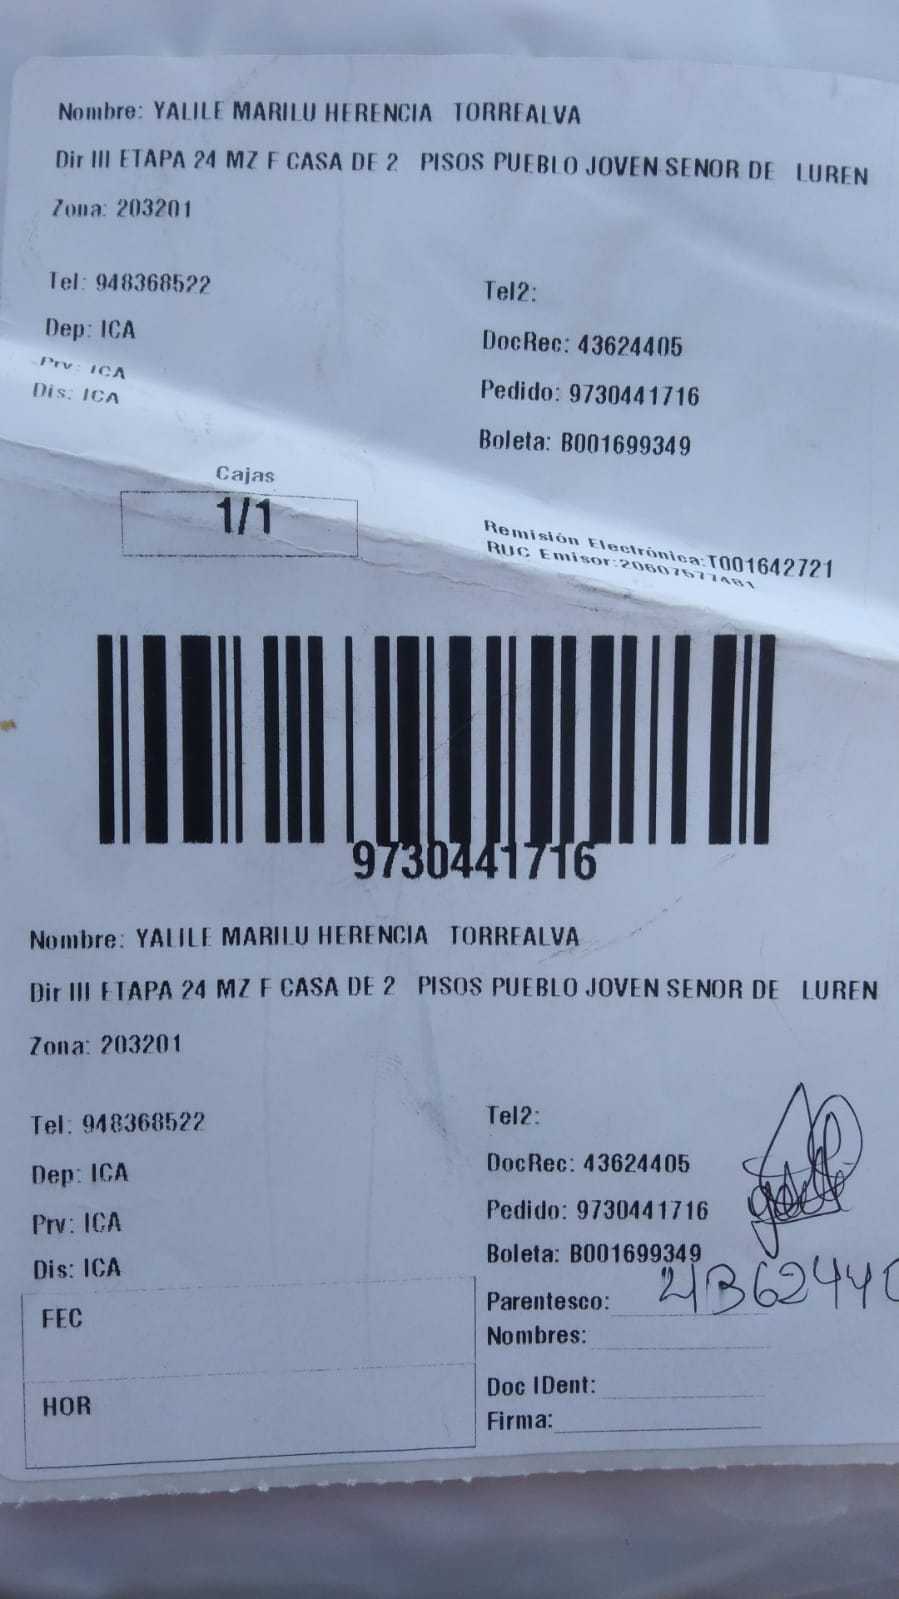 Nombre: YALILE MARILU HERENCIA TORREALVA
Dir III ETAPA 24 MZ F CASA DE 2 PISOS PUEBLO JOVEN SENOR DE LUREN
Zona: 203201
Tel: 948368522 Tel2:
Dep: ICA DocRec: 43624405
Prv: ICA Pedido: 9730441716
Dis: ICA Boleta: B001699349
Cajas
1/1
Remisión Electrónica:T001642721
RUC Emisor:20607577481
9730441716
Nombre: YALILE MARILU HERENCIA TORREALVA
Dir III ETAPA 24 MZ F CASA DE 2 PISOS PUEBLO JOVEN SENOR DE LUREN
Zona: 203201
Tel: 948368522 Tel2:
Dep: ICA DocRec: 43624405
Prv: ICA Pedido: 9730441716
Dis: ICA Boleta: B001699349
FEC Parentesco: 4362440
Nombres:
HOR Doc IDent:
Firma: